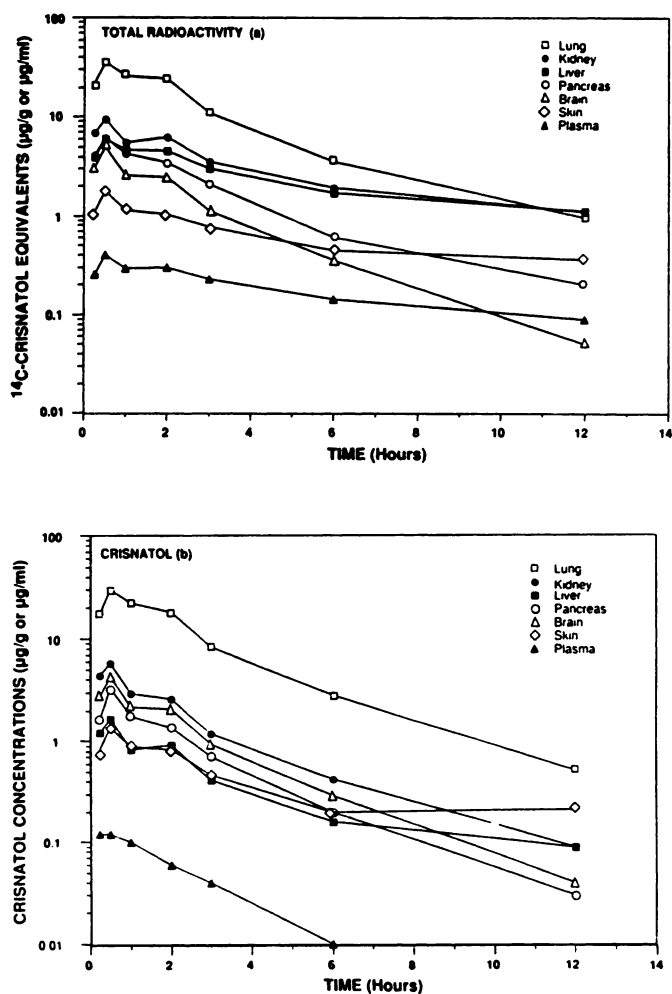 TOTAL RADIOACTIVITY (a)
100
10
1
0.1
0.01
14C-CRISNATOL EQUIVALENTS (µg/g or µg/ml)
Lung
Kidney
Liver
Pancreas
Brain
Skin
Plasma
0 2 4 6 8 10 12 14
TIME (Hours)
CRISNATOL (b)
100
10
1
0.1
0 01
CRISNATOL CONCENTRATIONS (µg/g or µg/ml)
Lung
Kidney
Liver
Pancreas
Brain
Skin
Plasma
0 2 4 6 8 10 12 14
TIME (Hours)